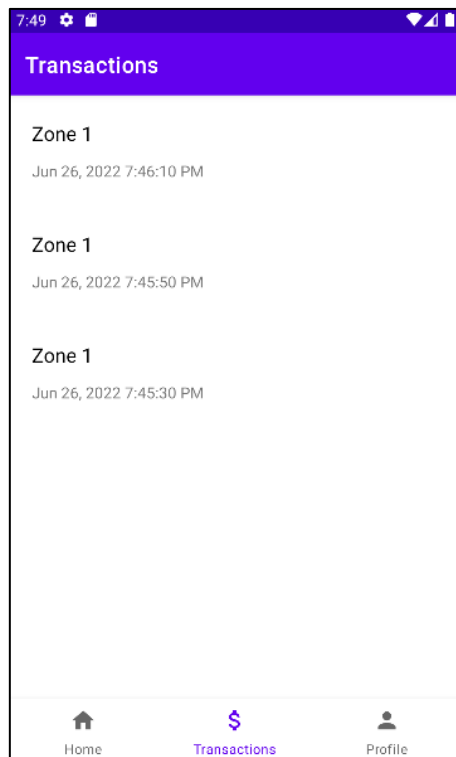 7:49
Transactions
Zone 1
Jun 26, 2022 7:46:10 PM
Zone 1
Jun 26, 2022 7:45:50 PM
Zone 1
Jun 26, 2022 7:45:30 PM
Home Transactions Profile